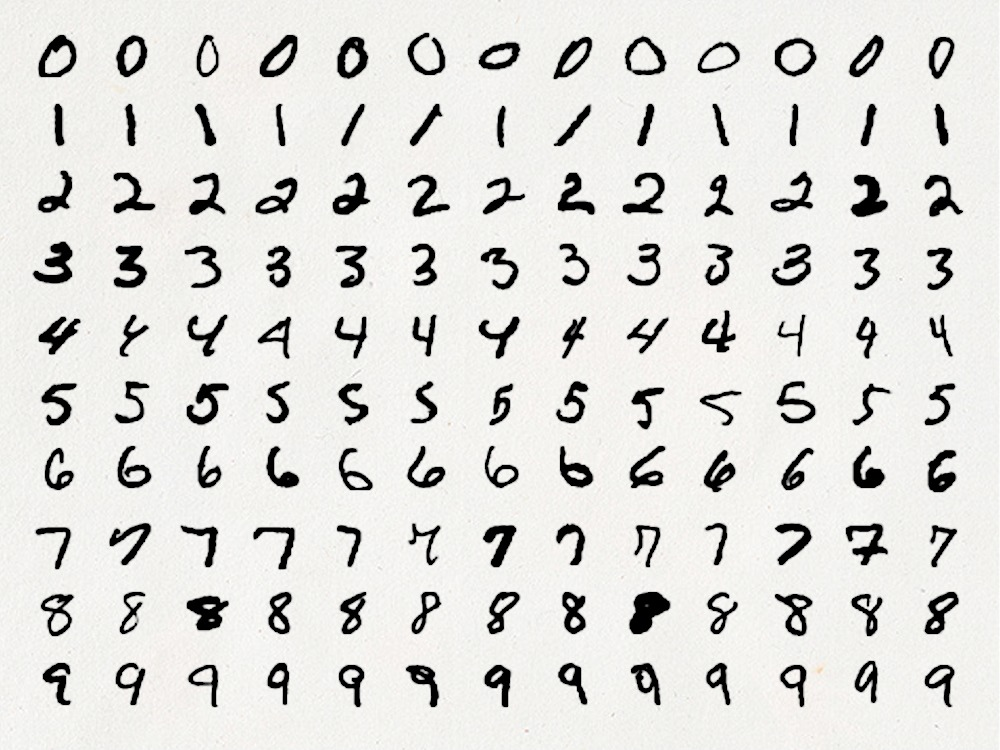 0 0 0 0 0 0 0 0 0 0 0 0 0
1 1 1 1 1 1 1 1 1 1 1 1 1
2 2 2 2 2 2 2 2 2 2 2 2 2
3 3 3 3 3 3 3 3 3 3 3 3 3
4 4 4 4 4 4 4 4 4 4 4 4 4
5 5 5 5 5 5 5 5 5 5 5 5 5
6 6 6 6 6 6 6 6 6 6 6 6 6
7 7 7 7 7 7 7 7 7 7 7 7 7
8 8 8 8 8 8 8 8 8 8 8 8 8
9 9 9 9 9 9 9 9 9 9 9 9 9